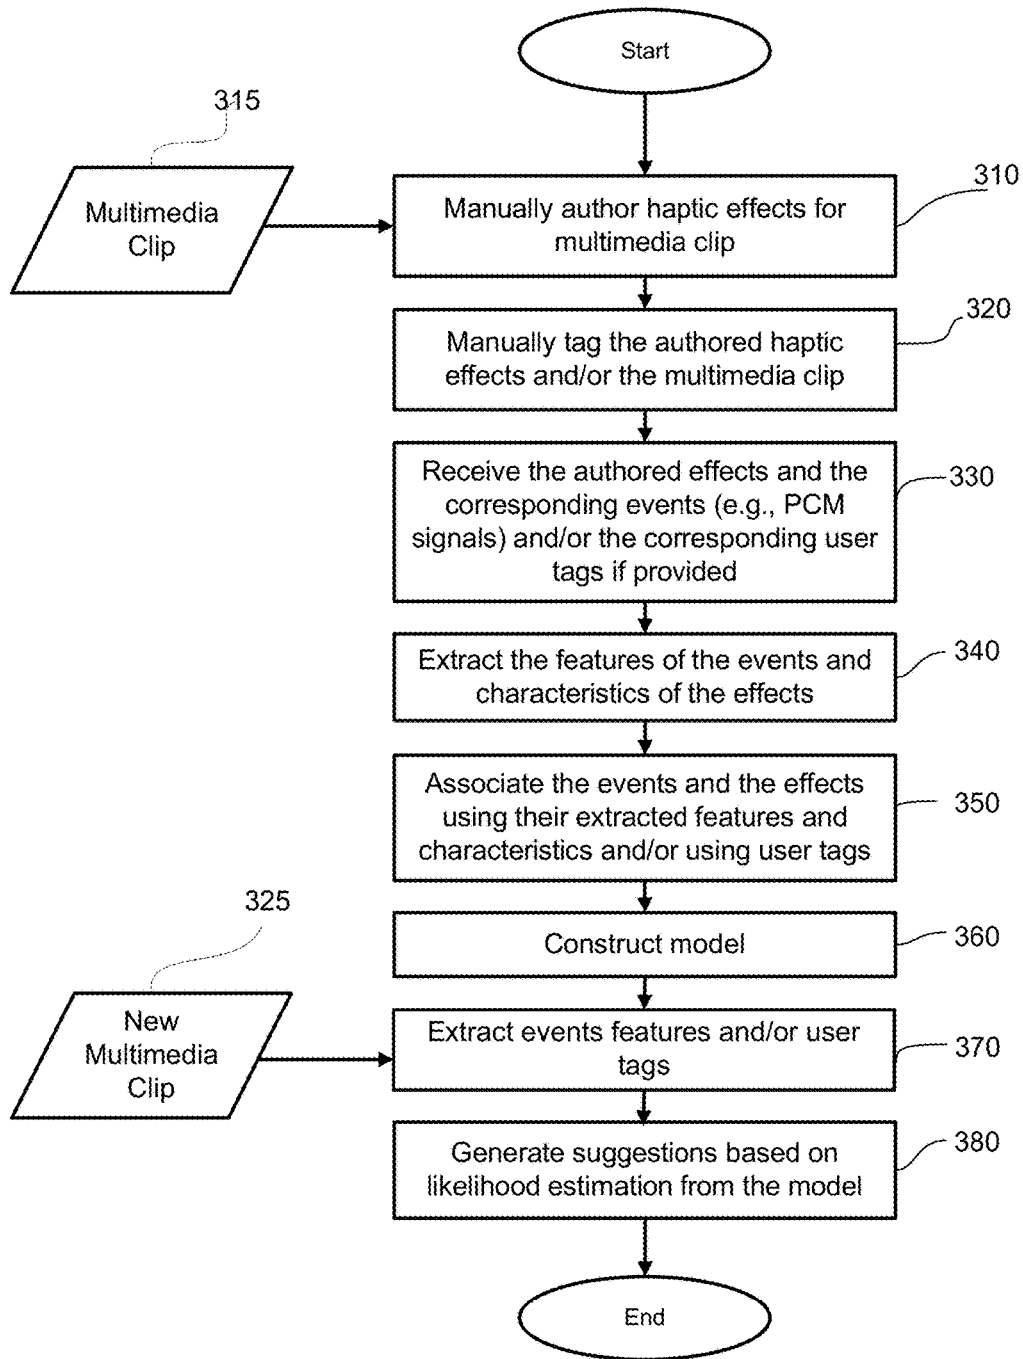 Start
315
Multimedia
Clip
310
Manually author haptic effects for
multimedia clip
320
Manually tag the authored haptic
effects and/or the multimedia clip
330
Receive the authored effects and the
corresponding events (e.g., PCM
signals) and/or the corresponding user
tags if provided
340
Extract the features of the events and
characteristics of the effects
350
Associate the events and the effects
using their extracted features and
characteristics and/or using user tags
325
360
Construct model
New
Multimedia
Clip
370
Extract events features and/or user
tags
380
Generate suggestions based on
likelihood estimation from the model
End